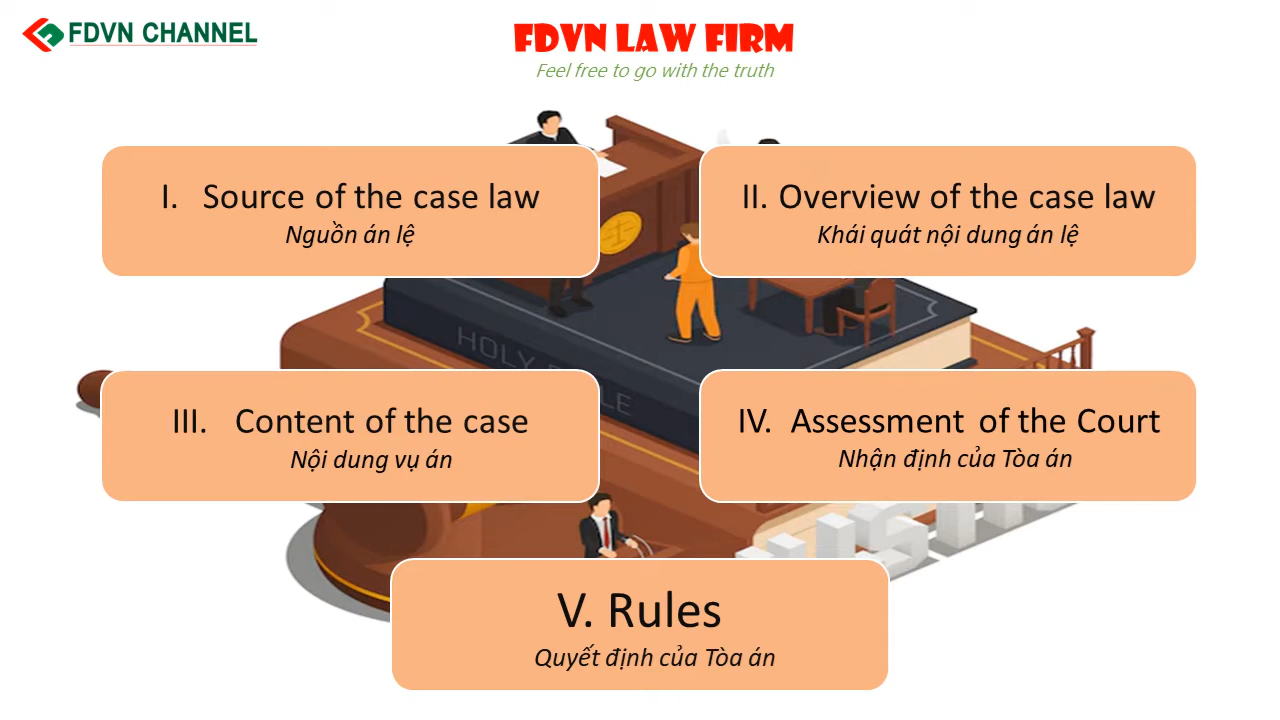 FDVN CHANNEL
FDVN LAW FIRM
Feel free to go with the truth
I. Source of the case law
Nguồn án lệ
II. Overview of the case law
Khái quát nội dung án lệ
HOLY
LE
III. Content of the case
Nội dung vụ án
IV. Assessment of the Court
Nhận định của Tòa án
V. Rules
Quyết định của Tòa án